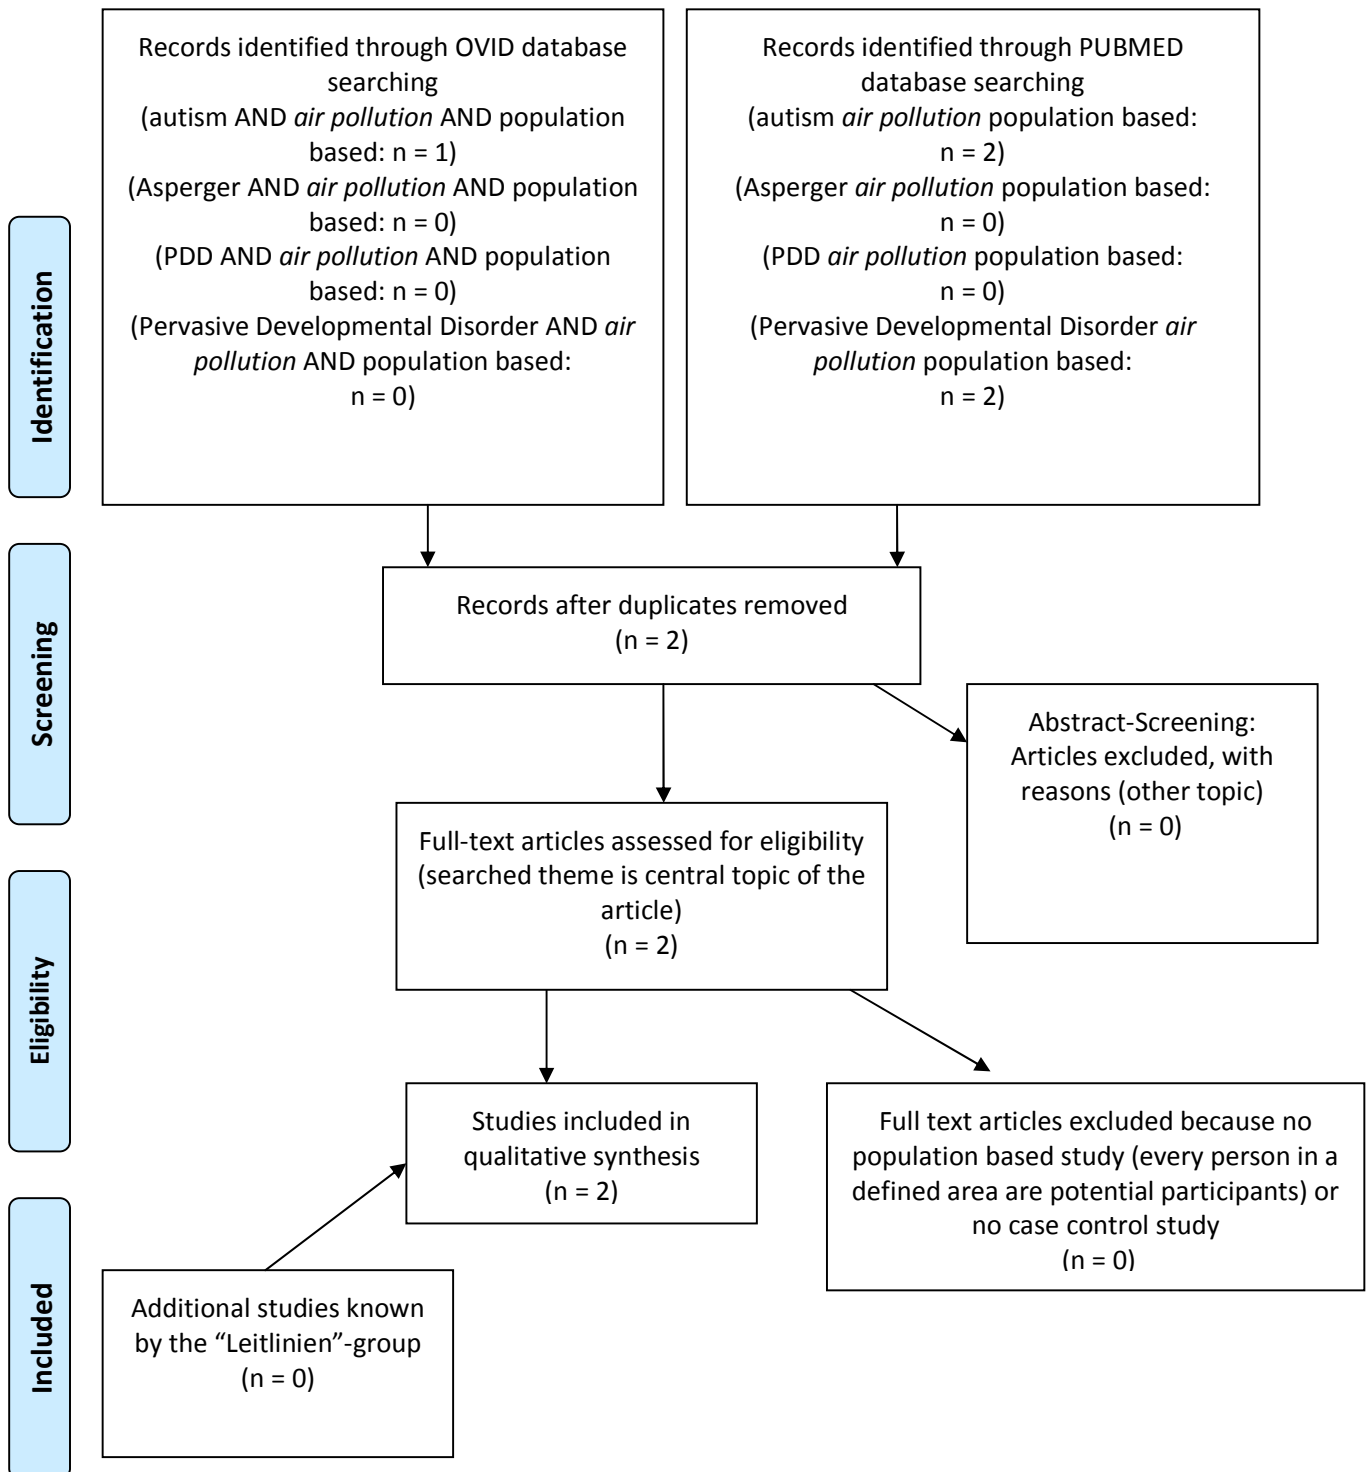 Records identified through OVID database
searching
(autism AND air pollution AND population
based: n = 1)
(Asperger AND air pollution AND population
based: n = 0)
(PDD AND air pollution AND population
based: n = 0)
(Pervasive Developmental Disorder AND air
pollution AND population based:
n = 0)
Records identified through PUBMED
database searching
(autism air pollution population based:
n = 2)
(Asperger air pollution population based:
n = 0)
(PDD air pollution population based:
n = 0)
(Pervasive Developmental Disorder air
pollution population based:
n = 2)
Identification
Records after duplicates removed
(n = 2)
Screening
Abstract-Screening:
Articles excluded, with
reasons (other topic)
(n = 0)
Full-text articles assessed for eligibility
(searched theme is central topic of the
article)
(n = 2)
Eligibility
Studies included in
qualitative synthesis
(n = 2)
Full text articles excluded because no
population based study (every person in a
defined area are potential participants) or
no case control study
(n = 0)
Included
Additional studies known
by the “Leitlinien”-group
(n = 0)